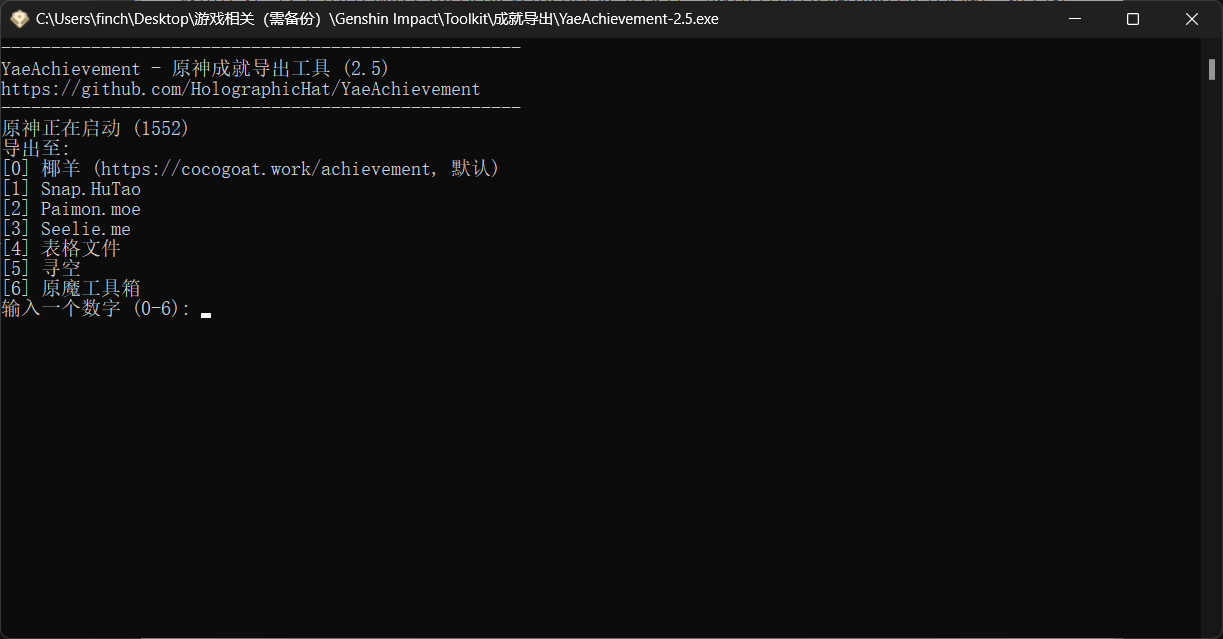 C:\Users\finch\Desktop\游戏相关（需备份）\Genshin Impact\Toolkit\成就导出\YaeAchievement-2.5.exe
----------------------------------------------------
YaeAchievement - 原神成就导出工具 (2.5)
https://github.com/HolographicHat/YaeAchievement
----------------------------------------------------
原神正在启动 (1552)
导出至:
[0] 椰羊 (https://cocogoat.work/achievement, 默认)
[1] Snap.HuTao
[2] Paimon.moe
[3] Seelie.me
[4] 表格文件
[5] 寻空
[6] 原魔工具箱
输入一个数字 (0-6): _